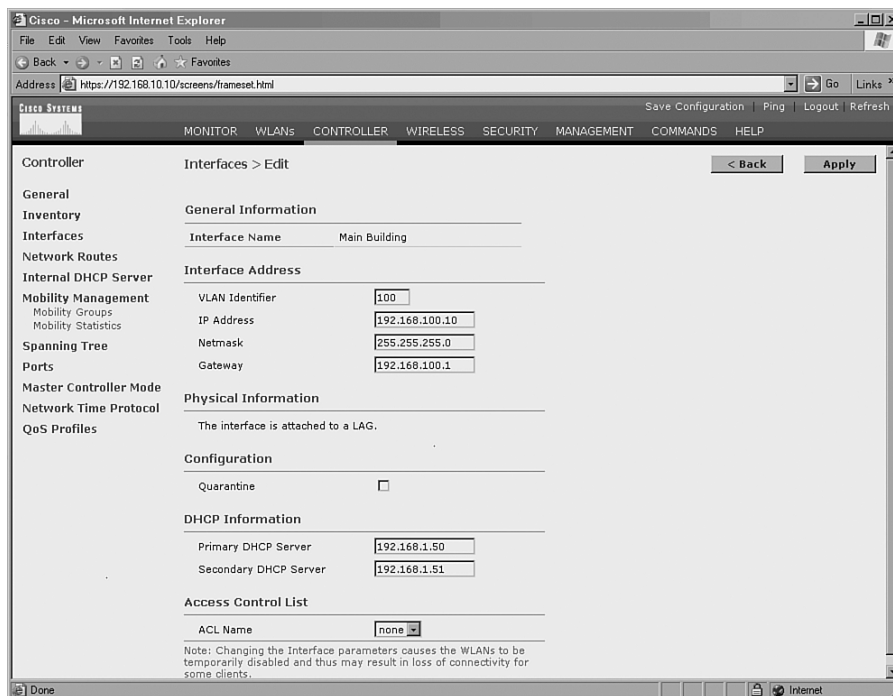 Cisco - Microsoft Internet Explorer
File Edit View Favorites Tools Help
Back Favorites
Address https://192.168.10.10/screens/frameset.html Go Links »
CISCO SYSTEMS
Save Configuration | Ping | Logout | Refresh
MONITOR WLANs CONTROLLER WIRELESS SECURITY MANAGEMENT COMMANDS HELP
Controller
General
Inventory
Interfaces
Network Routes
Internal DHCP Server
Mobility Management
Mobility Groups
Mobility Statistics
Spanning Tree
Ports
Master Controller Mode
Network Time Protocol
QoS Profiles
Interfaces > Edit
< Back Apply
General Information
Interface Name Main Building
Interface Address
VLAN Identifier 100
IP Address 192.168.100.10
Netmask 255.255.255.0
Gateway 192.168.100.1
Physical Information
The interface is attached to a LAG.
Configuration
Quarantine
DHCP Information
Primary DHCP Server 192.168.1.50
Secondary DHCP Server 192.168.1.51
Access Control List
ACL Name none
Note: Changing the Interface parameters causes the WLANs to be
temporarily disabled and thus may result in loss of connectivity for
some clients.
Done Internet